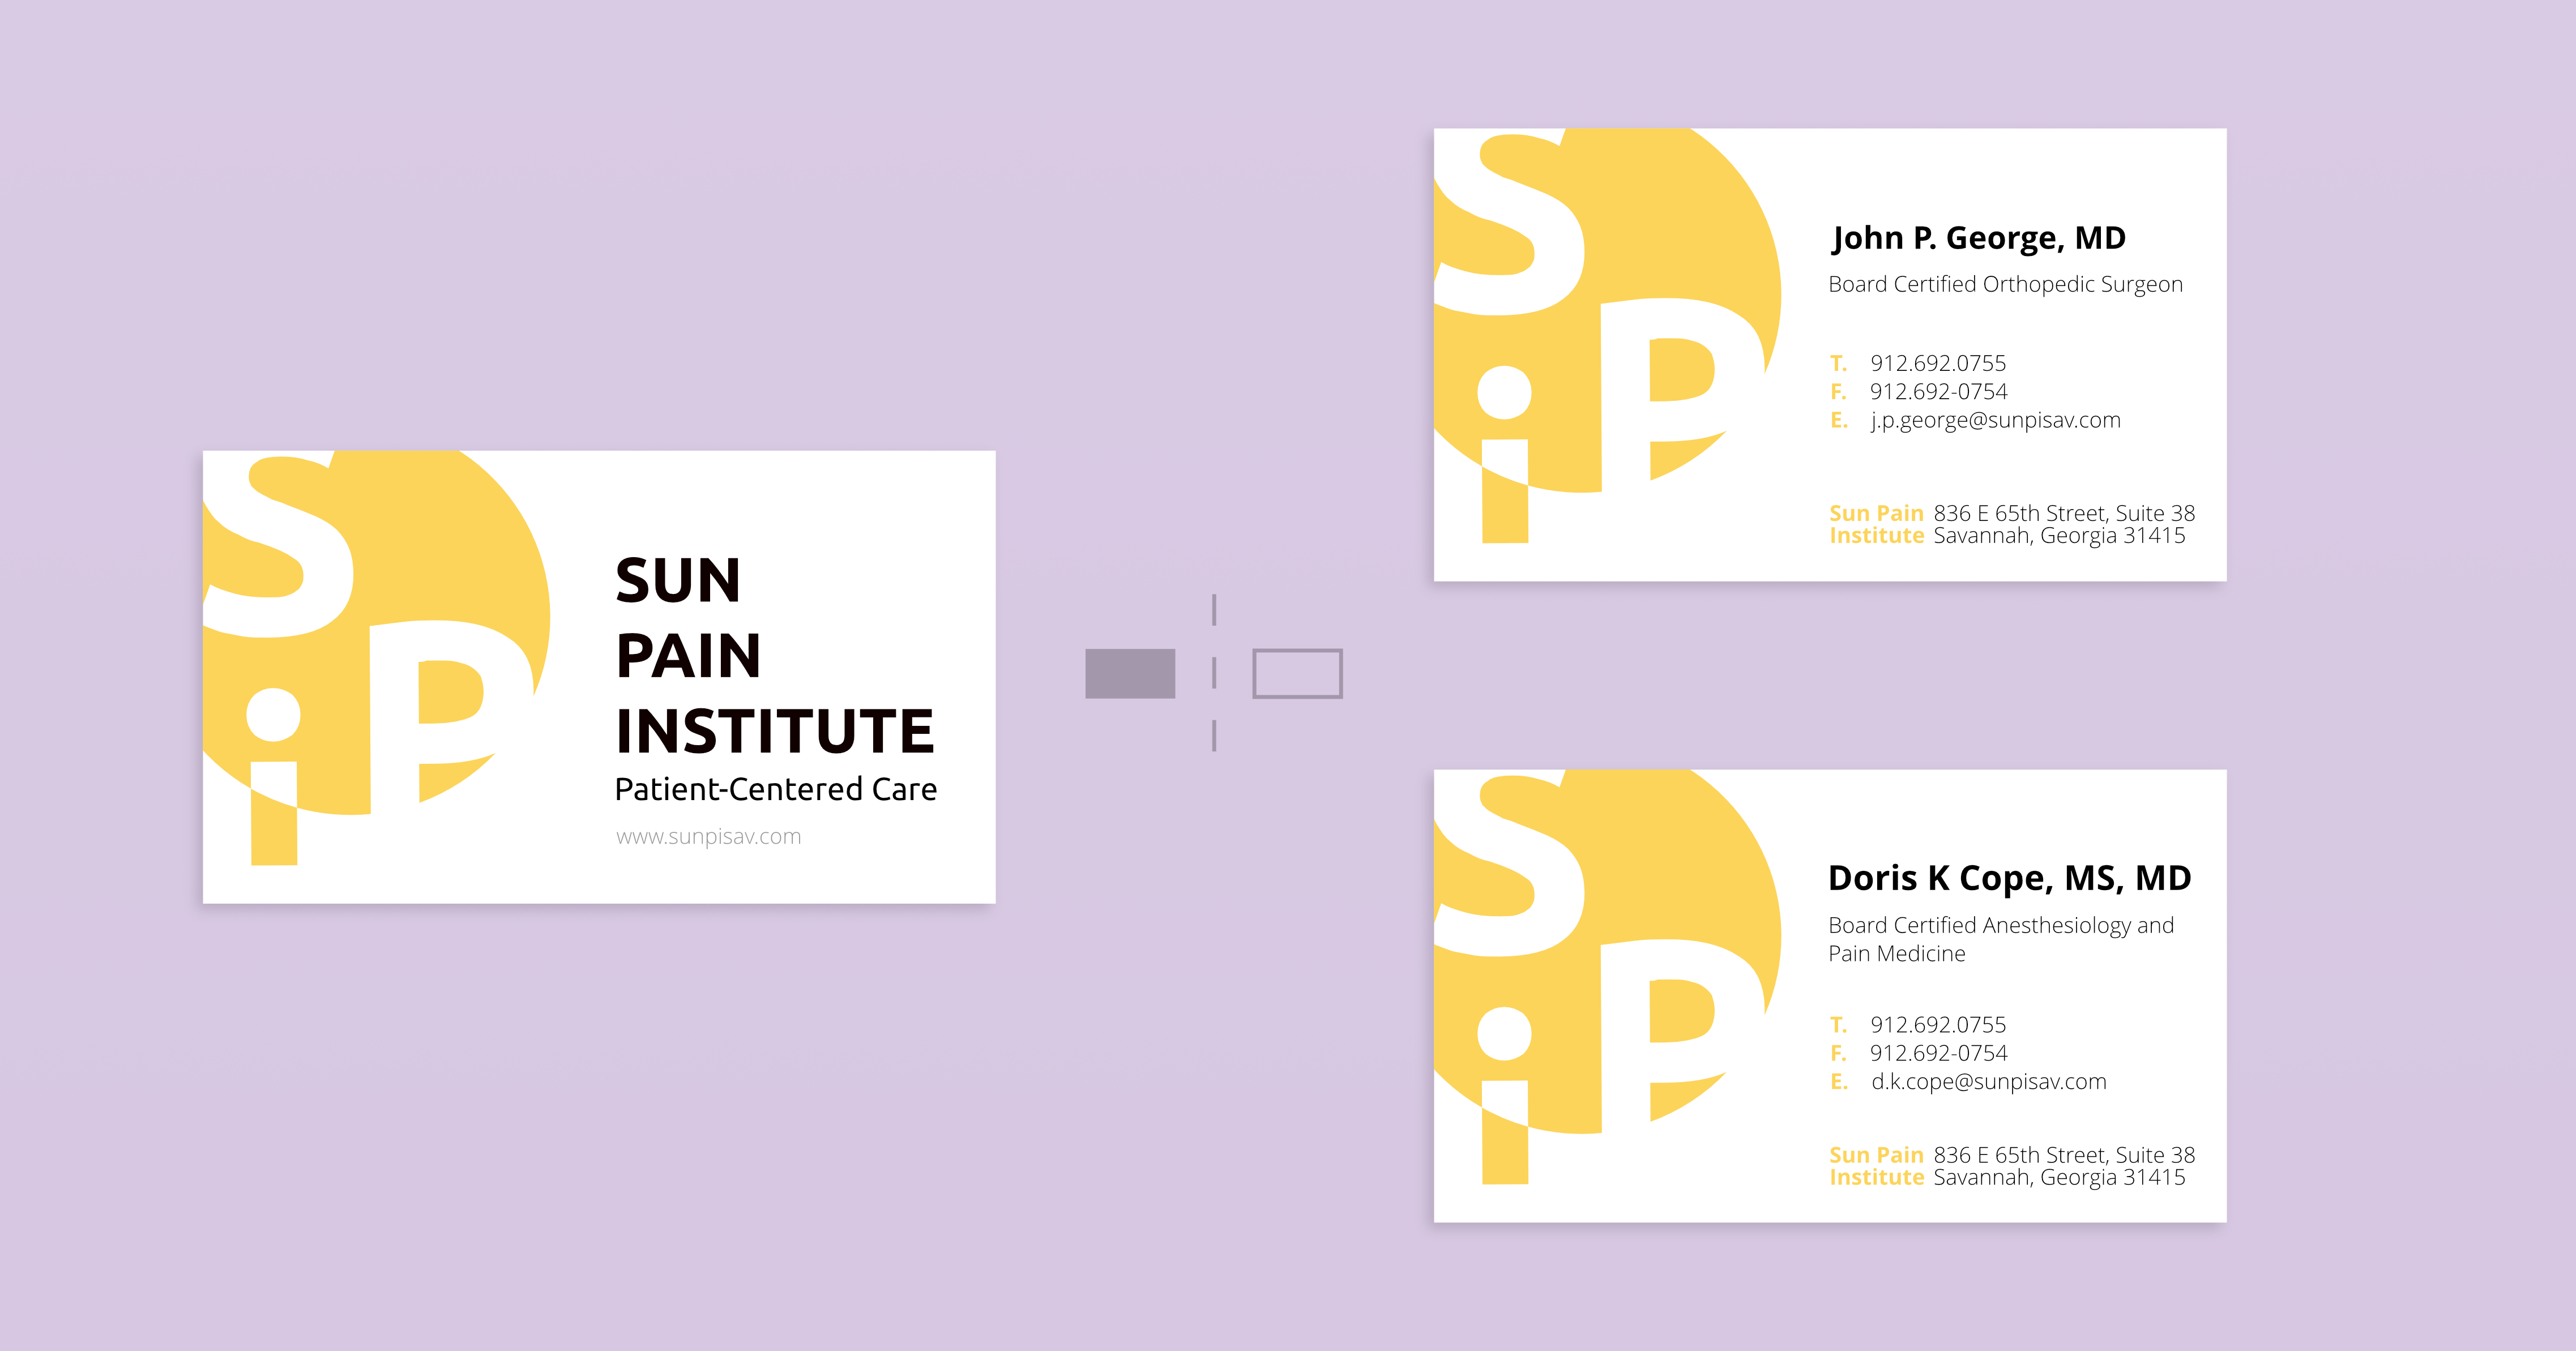 S
iP
SUN
PAIN
INSTITUTE
Patient-Centered Care
www.sunpisav.com
S
iP
John P. George, MD
Board Certified Orthopedic Surgeon
T. 912.692.0755
F. 912.692-0754
E. j.p.george@sunpisav.com
Sun Pain 836 E 65th Street, Suite 38
Institute Savannah, Georgia 31415
S
iP
Doris K Cope, MS, MD
Board Certified Anesthesiology and
Pain Medicine
T. 912.692.0755
F. 912.692-0754
E. d.k.cope@sunpisav.com
Sun Pain 836 E 65th Street, Suite 38
Institute Savannah, Georgia 31415